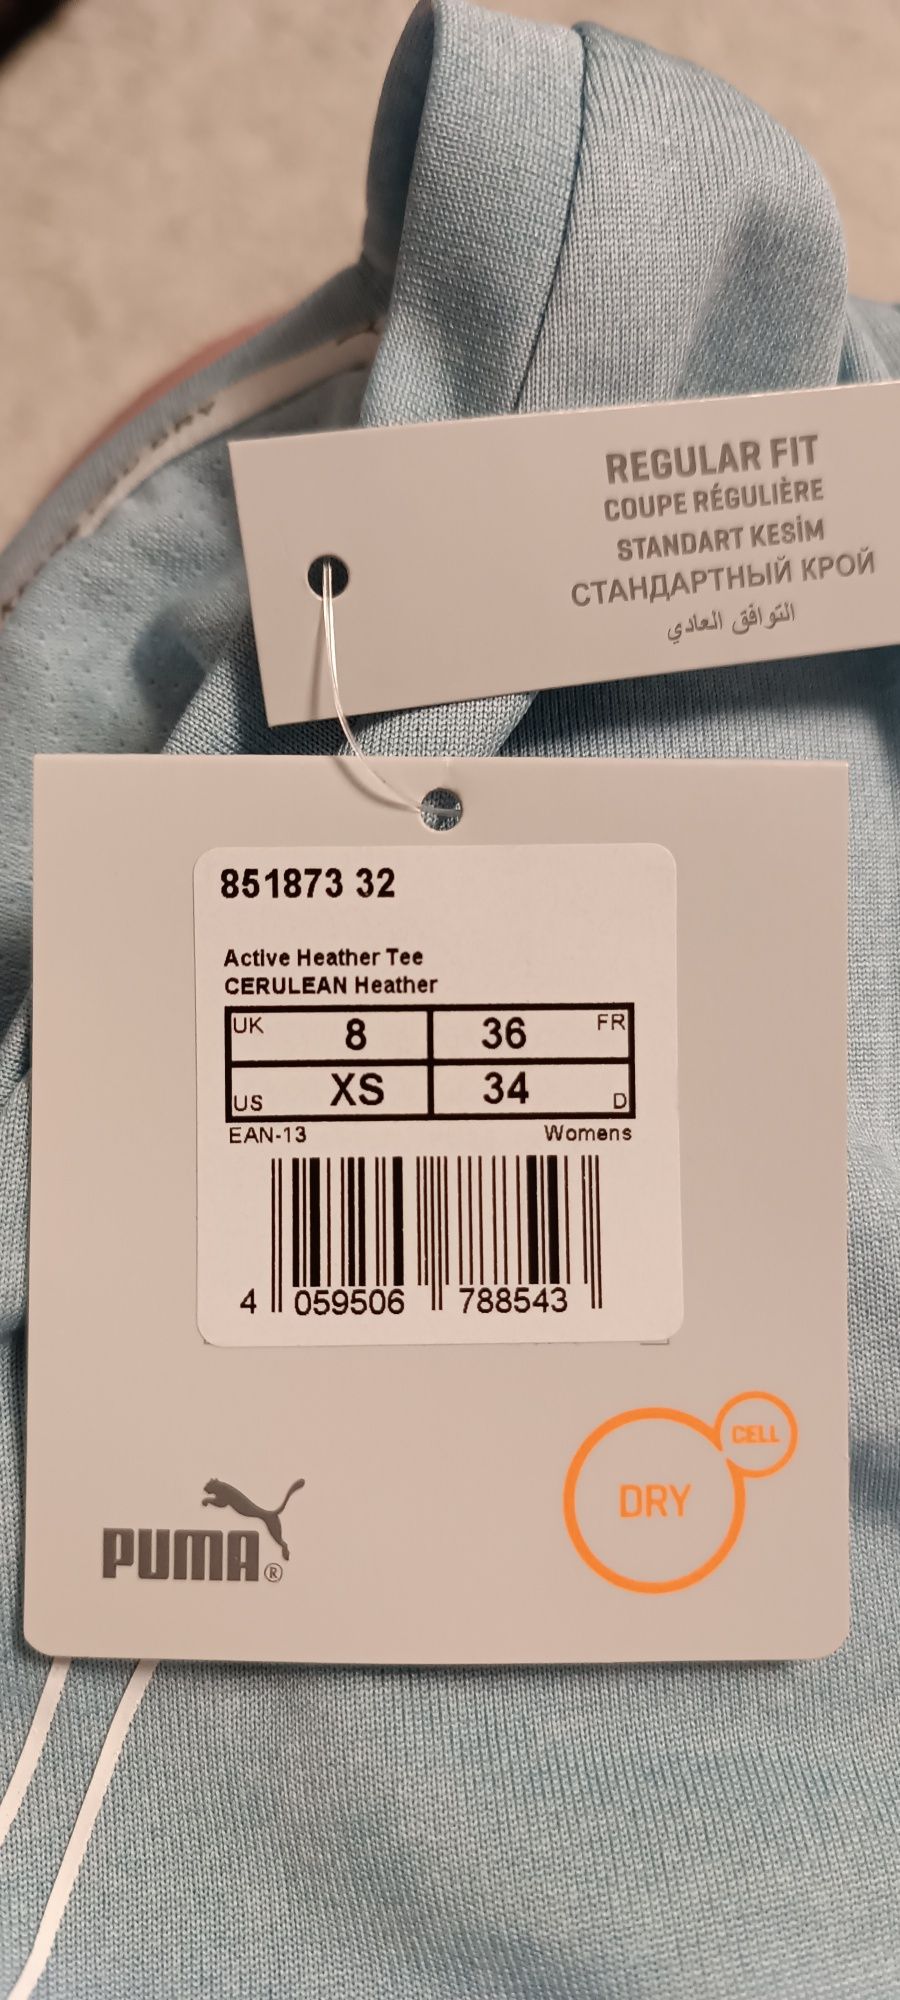 DRY
REGULAR FIT
COUPE RÉGULIÈRE
STANDART KESİM
СТАНДАРТНЫЙ КРОЙ
التوافق العادي
851873 32
Active Heather Tee
CERULEAN Heather
UK 8 36 FR
US XS 34 D
EAN-13 Womens
4 059506 788543
CELL
DRY
PUMA®